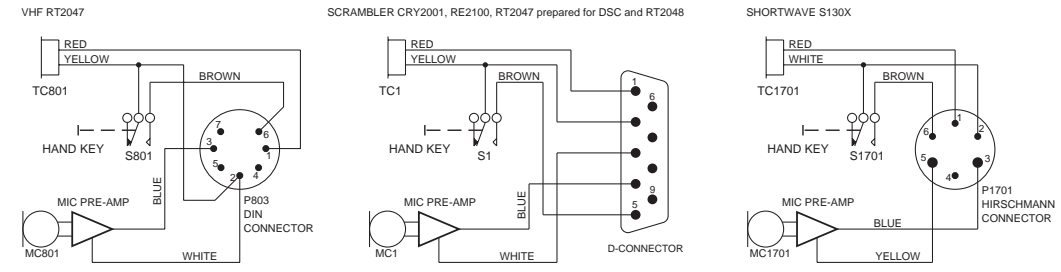 VHF RT2047
RED
YELLOW
BROWN
TC801
HAND KEY
S801
7
6
3
1
5
2
4
BLUE
P803
DIN
CONNECTOR
MIC PRE-AMP
MC801
WHITE
SCRAMBLER CRY2001, RE2100, RT2047 prepared for DSC and RT2048
RED
YELLOW
BROWN
TC1
HAND KEY
S1
1
6
9
5
BLUE
MIC PRE-AMP
MC1
WHITE
D-CONNECTOR
SHORTWAVE S130X
RED
WHITE
BROWN
TC1701
HAND KEY
S1701
1
6
2
5
3
4
P1701
HIRSCHMANN
CONNECTOR
MIC PRE-AMP
BLUE
MC1701
YELLOW